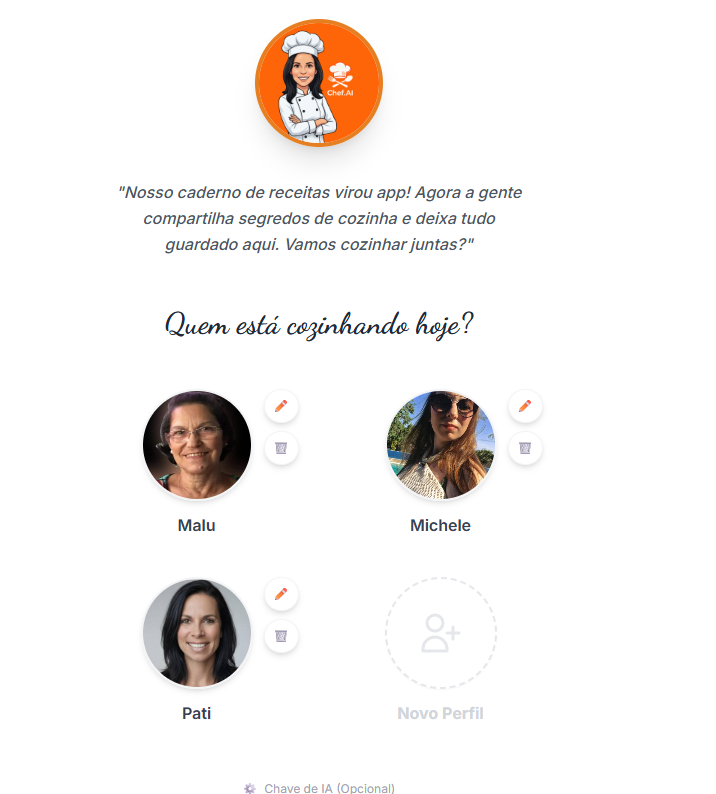 Chef.AI
"Nosso caderno de receitas virou app! Agora a gente
compartilha segredos de cozinha e deixa tudo
guardado aqui. Vamos cozinhar juntas?"
Quem está cozinhando hoje?
Malu
Michele
Pati
Novo Perfil
Chave de IA (Opcional)